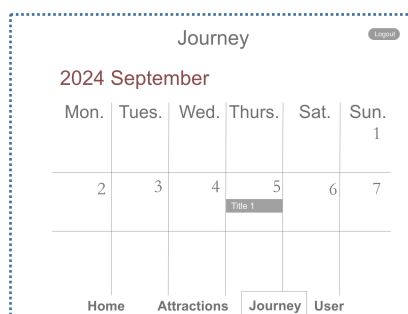 Journey
Logout
2024 September
Mon. Tues. Wed. Thurs. Sat. Sun.
1
2 3 4 5 6 7
Title 1
Home Attractions Journey User